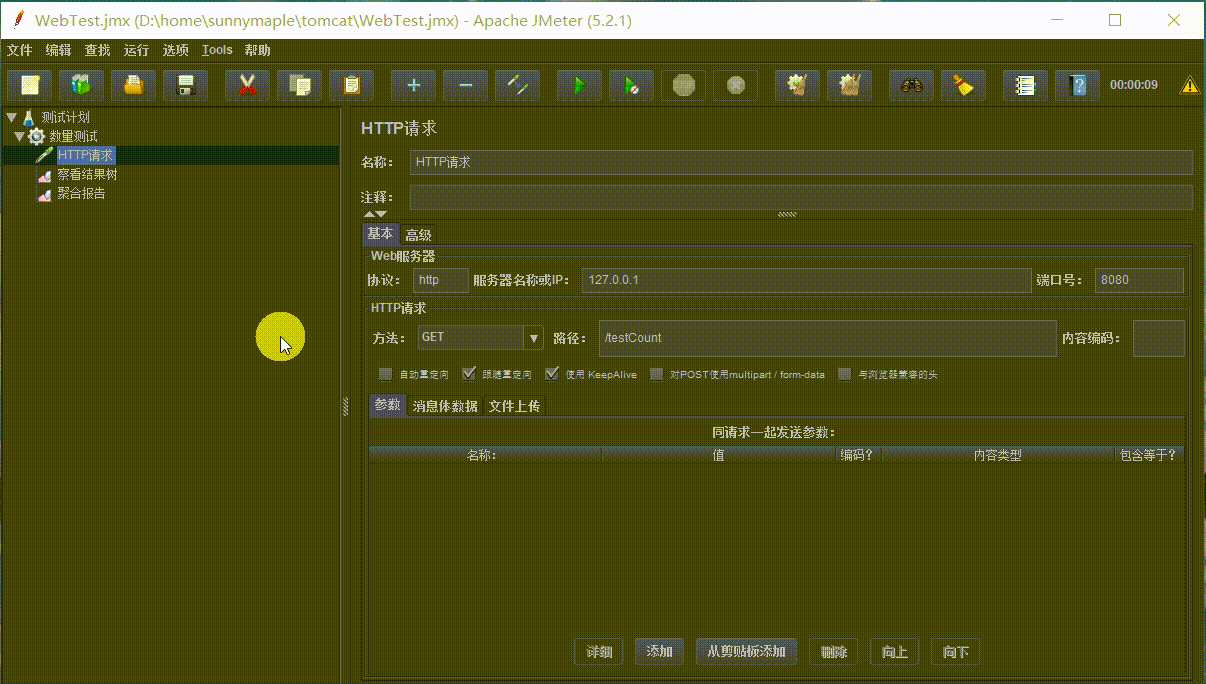 WebTest.jmx (D:\home\sunnymaple\tomcat\WebTest.jmx) - Apache JMeter (5.2.1)
文件 编辑 查找 运行 选项 Tools 帮助
00:00:09
测试计划
数量测试
HTTP请求
察看结果树
聚合报告
HTTP请求
名称： HTTP请求
注释：
基本 高级
Web服务器
协议： http 服务器名称或IP： 127.0.0.1 端口号： 8080
HTTP请求
方法： GET 路径： /testCount 内容编码：
自动重定向 跟随重定向 使用 KeepAlive 对POST使用multipart / form-data 与浏览器兼容的头
参数 消息体数据 文件上传
同请求一起发送参数：
名称： 值 编码？ 内容类型 包含等于？
详细 添加 从剪贴板添加 删除 向上 向下